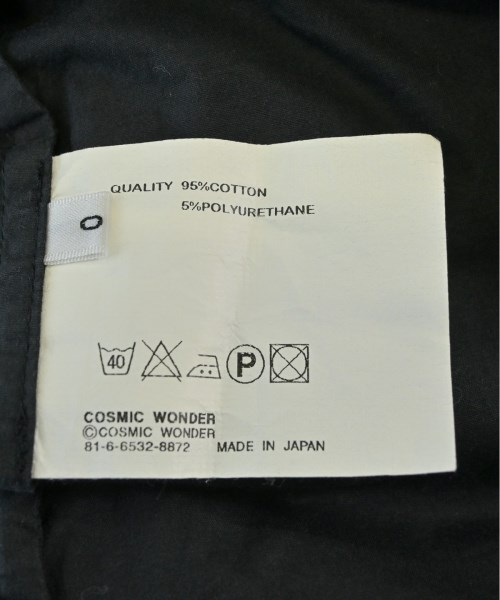 QUALITY 95%COTTON
5%POLYURETHANE
0
40
P
COSMIC WONDER
©COSMIC WONDER
81-6-6532-8872 MADE IN JAPAN